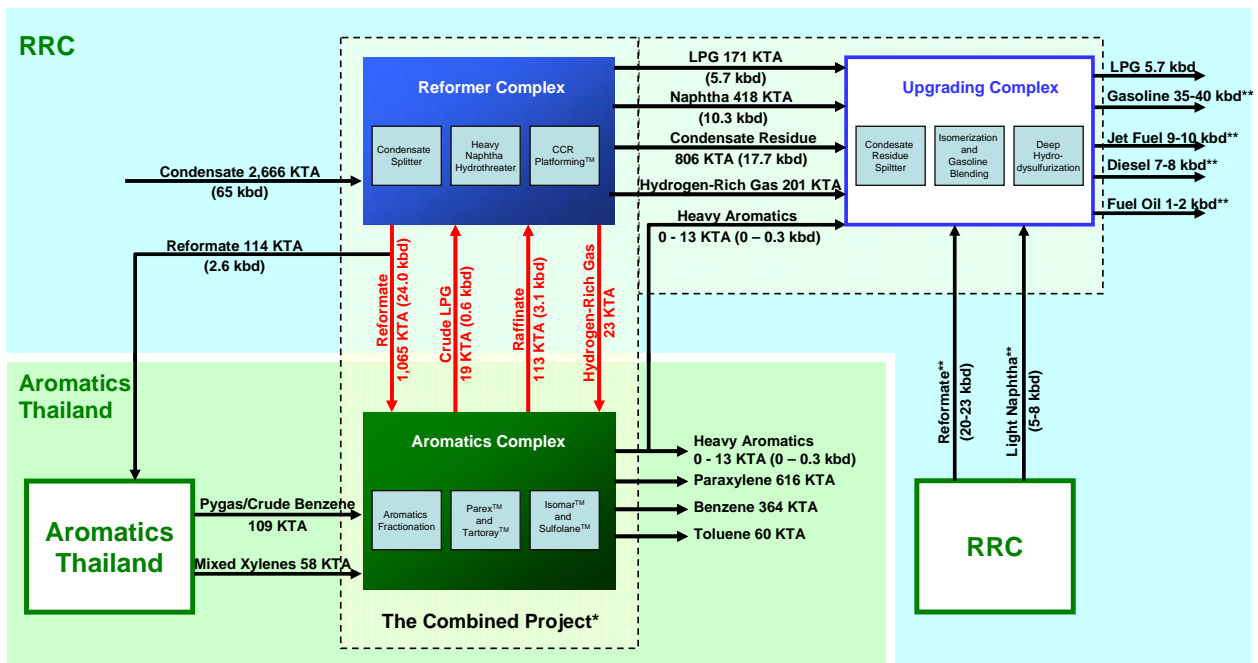 RRC
Reformer Complex
Condensate
Splitter
Heavy
Naphtha
Hydrothreater
CCR
Platforming™
LPG 171 KTA
(5.7 kbd)
Naphtha 418 KTA
(10.3 kbd)
Condensate Residue
806 KTA (17.7 kbd)
Hydrogen-Rich Gas 201 KTA
Heavy Aromatics
0 - 13 KTA (0 – 0.3 kbd)
Upgrading Complex
Condesate
Residue
Spiltter
Isomerization
and
Gasoline
Blending
Deep
Hydro-
dysulfurization
LPG 5.7 kbd
Gasoline 35-40 kbd**
Jet Fuel 9-10 kbd**
Diesel 7-8 kbd**
Fuel Oil 1-2 kbd**
Condensate 2,666 KTA
(65 kbd)
Reformate 114 KTA
(2.6 kbd)
Reformate
1,065 KTA (24.0 kbd)
Crude LPG
19 KTA (0.6 kbd)
Raffinate
113 KTA (3.1 kbd)
Hydrogen-Rich Gas
23 KTA
Reformate**
(20-23 kbd)
Light Naphtha**
(5-8 kbd)
Aromatics
Thailand
Aromatics Complex
Aromatics
Fractionation
Parex™
and
Tartoray™
Isomar™
and
Sulfolane™
Heavy Aromatics
0 - 13 KTA (0 – 0.3 kbd)
Paraxylene 616 KTA
Benzene 364 KTA
Toluene 60 KTA
Aromatics
Thailand
Pygas/Crude Benzene
109 KTA
Mixed Xylenes 58 KTA
RRC
The Combined Project*